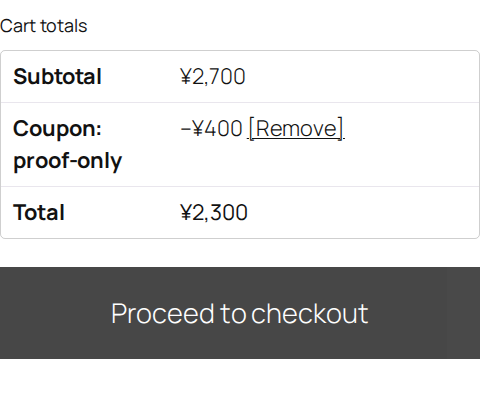 Cart totals
Subtotal ¥2,700
Coupon: −¥400 [Remove]
proof-only
Total ¥2,300
Proceed to checkout